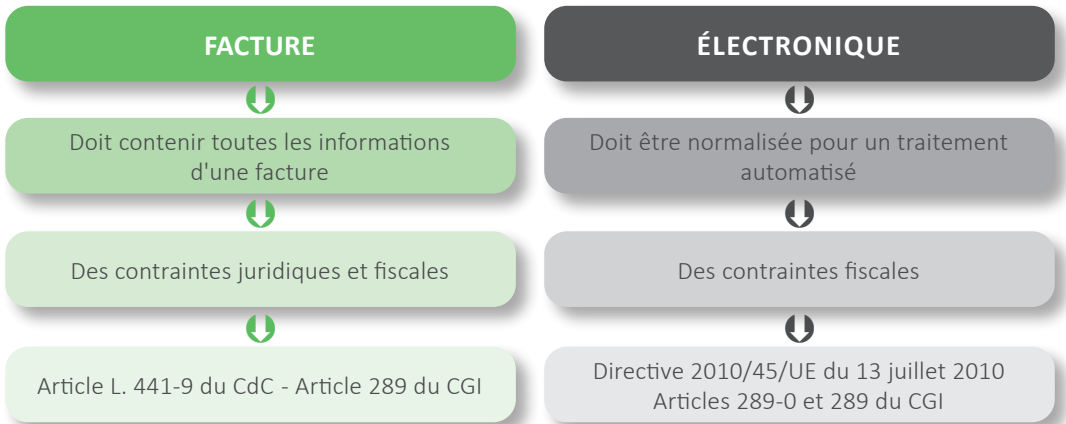 FACTURE
Doit contenir toutes les informations
d'une facture
Des contraintes juridiques et fiscales
Article L. 441-9 du CdC - Article 289 du CGI
ÉLECTRONIQUE
Doit être normalisée pour un traitement
automatisé
Des contraintes fiscales
Directive 2010/45/UE du 13 juillet 2010
Articles 289-0 et 289 du CGI